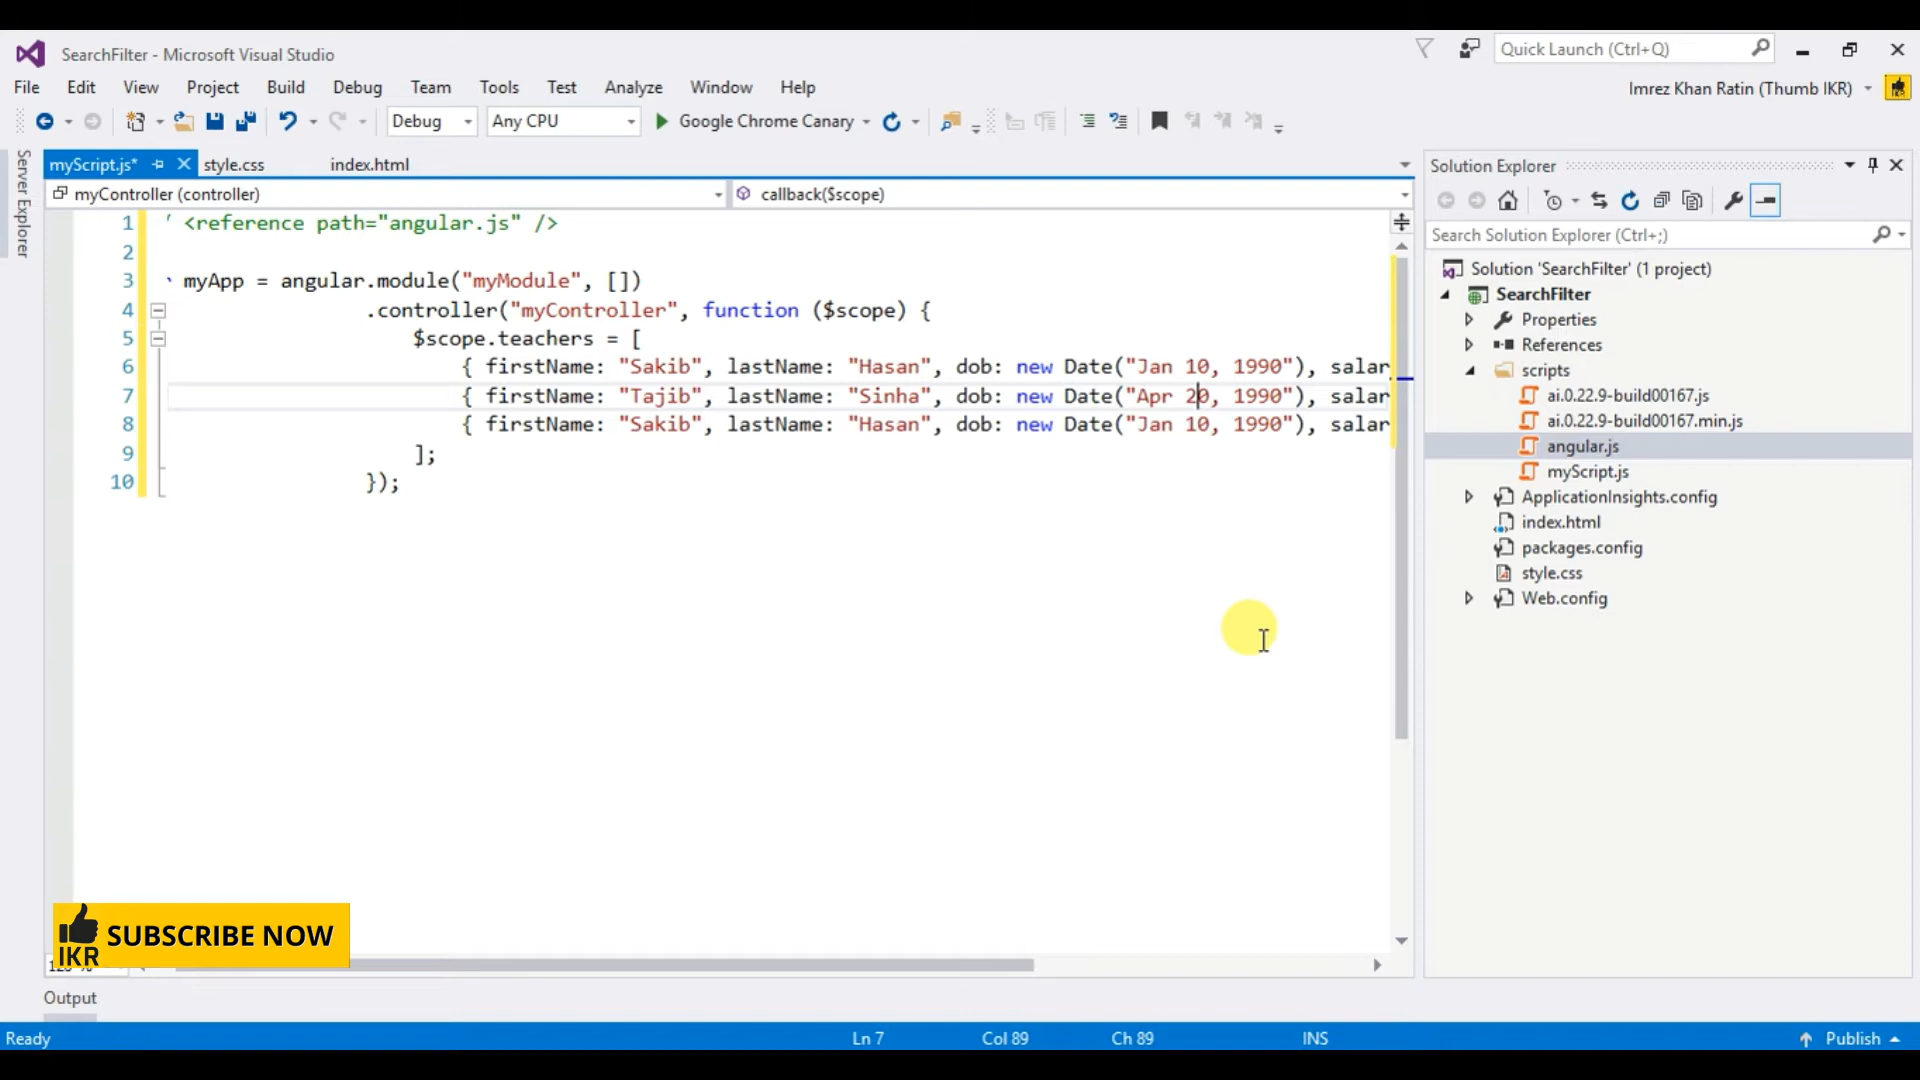 SearchFilter - Microsoft Visual Studio
Quick Launch (Ctrl+Q)
File Edit View Project Build Debug Team Tools Test Analyze Window Help
Imrez Khan Ratin (Thumb IKR)
Debug Any CPU Google Chrome Canary
Server Explorer
myScript.js* style.css index.html
myController (controller) callback($scope)
1 ' <reference path="angular.js" />
2
3 myApp = angular.module("myModule", [])
4 .controller("myController", function ($scope) {
5 $scope.teachers = [
6 { firstName: "Sakib", lastName: "Hasan", dob: new Date("Jan 10, 1990"), salar
7 { firstName: "Tajib", lastName: "Sinha", dob: new Date("Apr 20, 1990"), salar
8 { firstName: "Sakib", lastName: "Hasan", dob: new Date("Jan 10, 1990"), salar
9 ];
10 });
Solution Explorer
Search Solution Explorer (Ctrl+;)
Solution 'SearchFilter' (1 project)
SearchFilter
Properties
References
scripts
ai.0.22.9-build00167.js
ai.0.22.9-build00167.min.js
angular.js
myScript.js
ApplicationInsights.config
index.html
packages.config
style.css
Web.config
IKR SUBSCRIBE NOW
Output
Ready Ln 7 Col 89 Ch 89 INS Publish